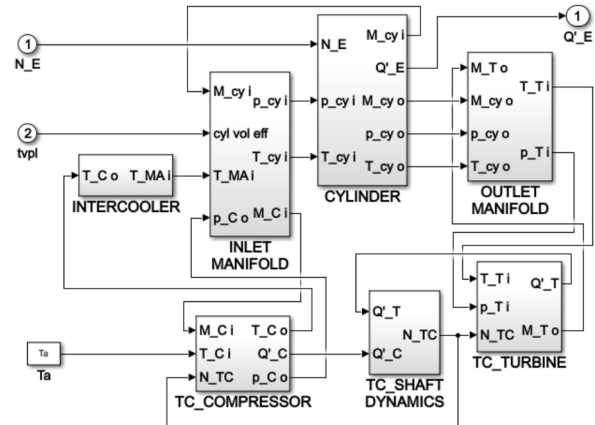 1
N_E
2
tvpl
T_C o
T_MA i
INTERCOOLER
M_cy i
p_cy i
cyl vol eff
T_cy i
T_MA i
p_C o
M_C i
INLET
MANIFOLD
N_E
M_cy i
Q'_E
p_cy i
M_cy o
p_cy o
T_cy i
T_cy o
CYLINDER
1
Q'_E
M_T o
T_T i
M_cy o
p_cy o
p_T i
T_cy o
OUTLET
MANIFOLD
Ta
Ta
M_C i
T_C o
T_C i
Q'_C
N_TC
p_C o
TC_COMPRESSOR
Q'_T
N_TC
Q'_C
TC_SHAFT
DYNAMICS
T_T i
Q'_T
p_T i
N_TC
M_T o
TC_TURBINE